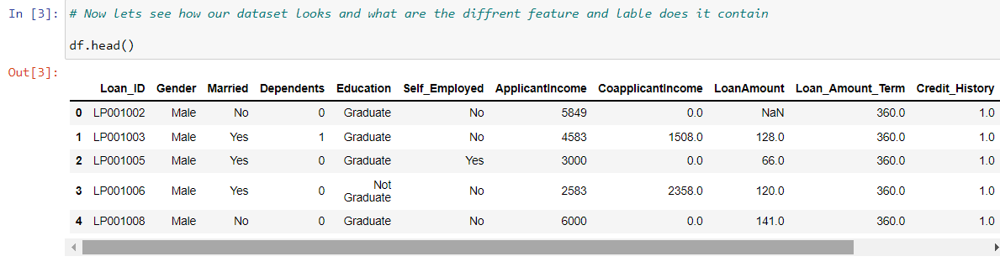 In [3]: # Now lets see how our dataset looks and what are the diffrent feature and lable does it contain
df.head()
Out[3]:
Loan_ID Gender Married Dependents Education Self_Employed ApplicantIncome CoapplicantIncome LoanAmount Loan_Amount_Term Credit_History
0 LP001002 Male No 0 Graduate No 5849 0.0 NaN 360.0 1.0
1 LP001003 Male Yes 1 Graduate No 4583 1508.0 128.0 360.0 1.0
2 LP001005 Male Yes 0 Graduate Yes 3000 0.0 66.0 360.0 1.0
3 LP001006 Male Yes 0 Not Graduate No 2583 2358.0 120.0 360.0 1.0
4 LP001008 Male No 0 Graduate No 6000 0.0 141.0 360.0 1.0